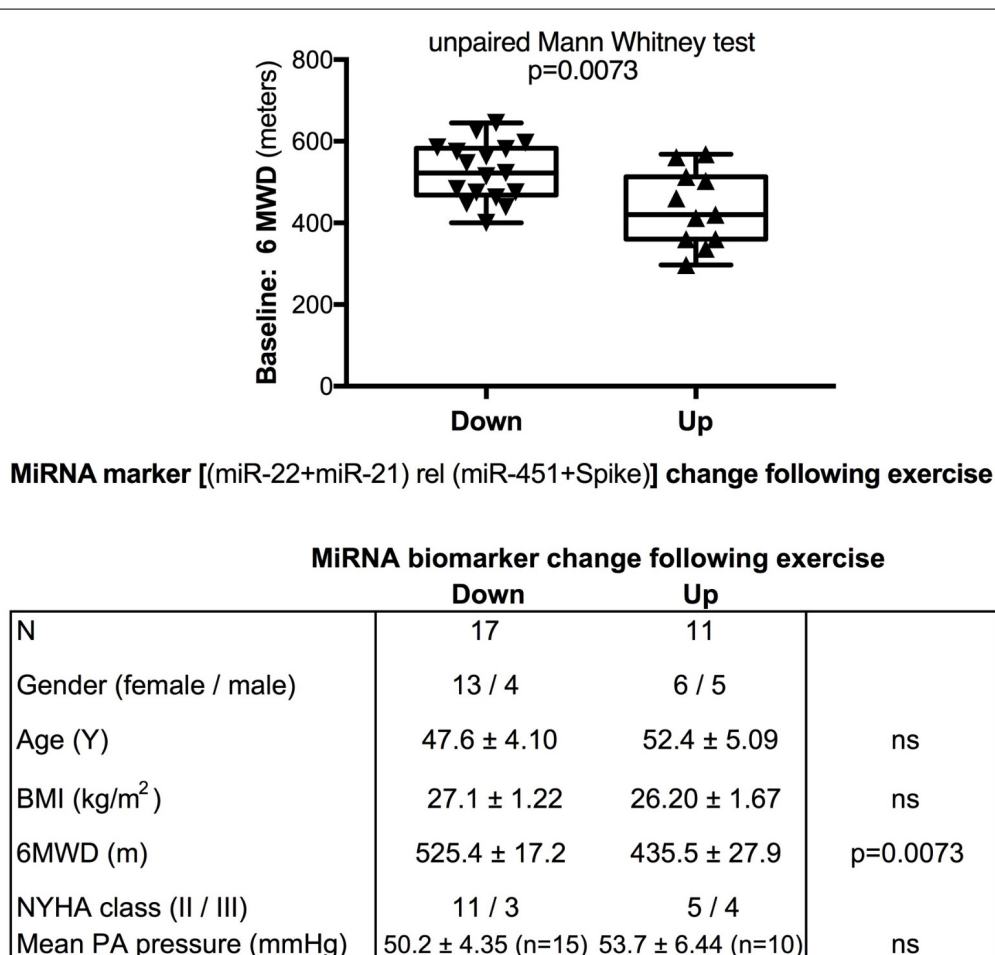 unpaired Mann Whitney test
p=0.0073
800
600
400
200
0
Baseline: 6 MWD (meters)
Down Up
MiRNA marker [(miR-22+miR-21) rel (miR-451+Spike)] change following exercise
MiRNA biomarker change following exercise
Down Up
N 17 11
Gender (female / male) 13 / 4 6 / 5
Age (Y) 47.6 ± 4.10 52.4 ± 5.09 ns
BMI (kg/m²) 27.1 ± 1.22 26.20 ± 1.67 ns
6MWD (m) 525.4 ± 17.2 435.5 ± 27.9 p=0.0073
NYHA class (II / III) 11 / 3 5 / 4
Mean PA pressure (mmHg) 50.2 ± 4.35 (n=15) 53.7 ± 6.44 (n=10) ns